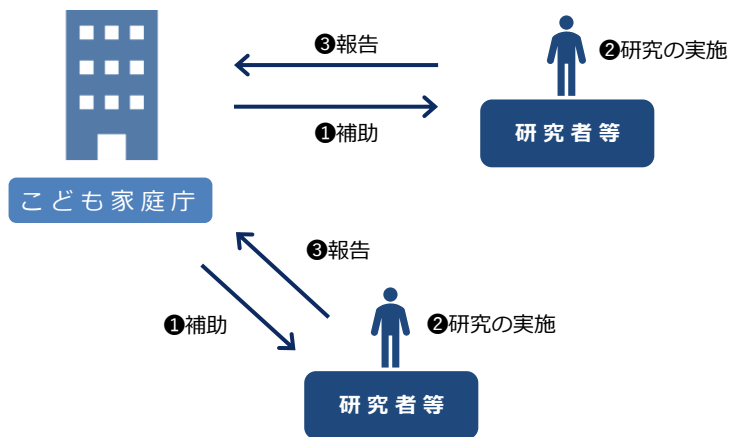 ❸報告
❷研究の実施
❶補助
研究者等
こども家庭庁
❸報告
❶補助
❷研究の実施
研究者等